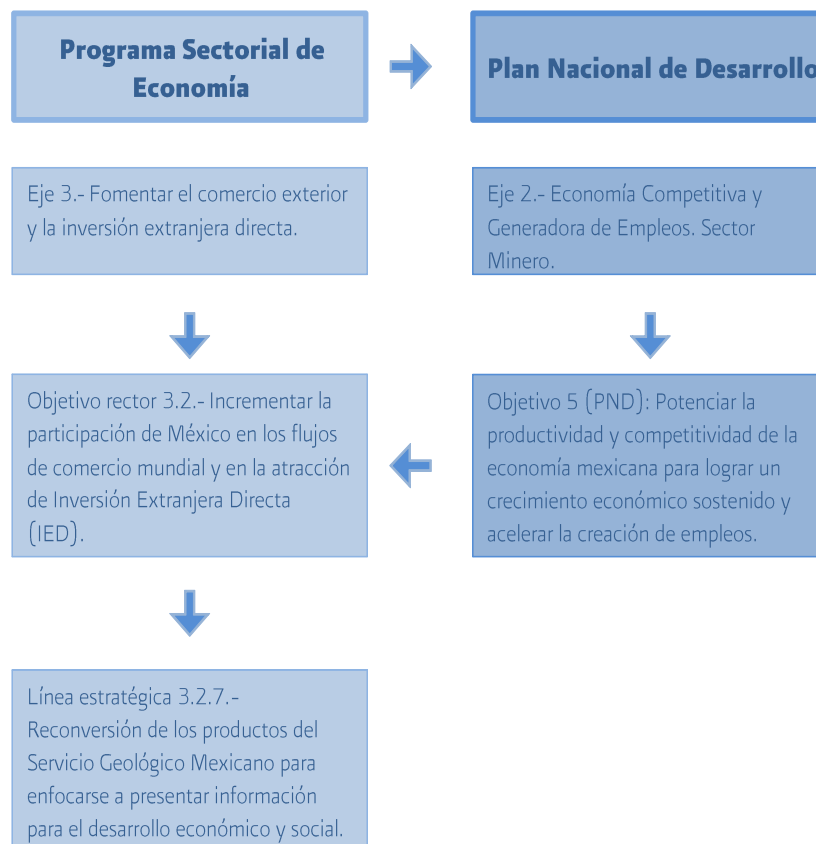 Programa Sectorial de
Economía
Plan Nacional de Desarrollo
Eje 3.- Fomentar el comercio exterior
y la inversión extranjera directa.
Eje 2.- Economía Competitiva y
Generadora de Empleos. Sector
Minero.
Objetivo rector 3.2.- Incrementar la
participación de México en los flujos
de comercio mundial y en la atracción
de Inversión Extranjera Directa
(IED).
Objetivo 5 (PND): Potenciar la
productividad y competitividad de la
economía mexicana para lograr un
crecimiento económico sostenido y
acelerar la creación de empleos.
Línea estratégica 3.2.7.-
Reconversión de los productos del
Servicio Geológico Mexicano para
enfocarse a presentar información
para el desarrollo económico y social.